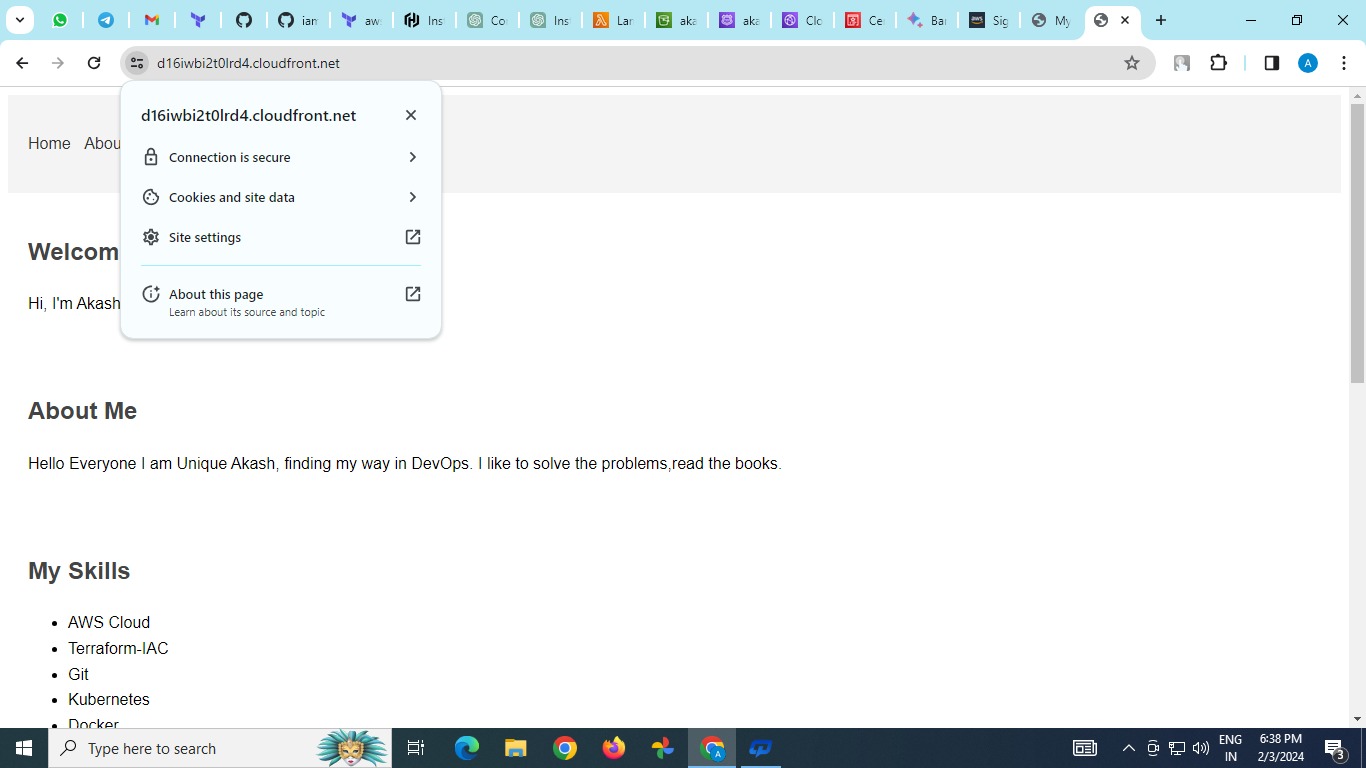 iam
aws
Ins
Co
Ins
Lar
aka
aka
Clo
Ce
Bar
Sig
My
d16iwbi2t0lrd4.cloudfront.net
d16iwbi2t0lrd4.cloudfront.net
Home Abou
Connection is secure
Cookies and site data
Site settings
Welcom
About this page
Hi, I'm Akash
Learn about its source and topic
About Me
Hello Everyone I am Unique Akash, finding my way in DevOps. I like to solve the problems,read the books.
My Skills
AWS Cloud
Terraform-IAC
Git
Kubernetes
Docker
Type here to search
ENG
IN
6:38 PM
2/3/2024
3